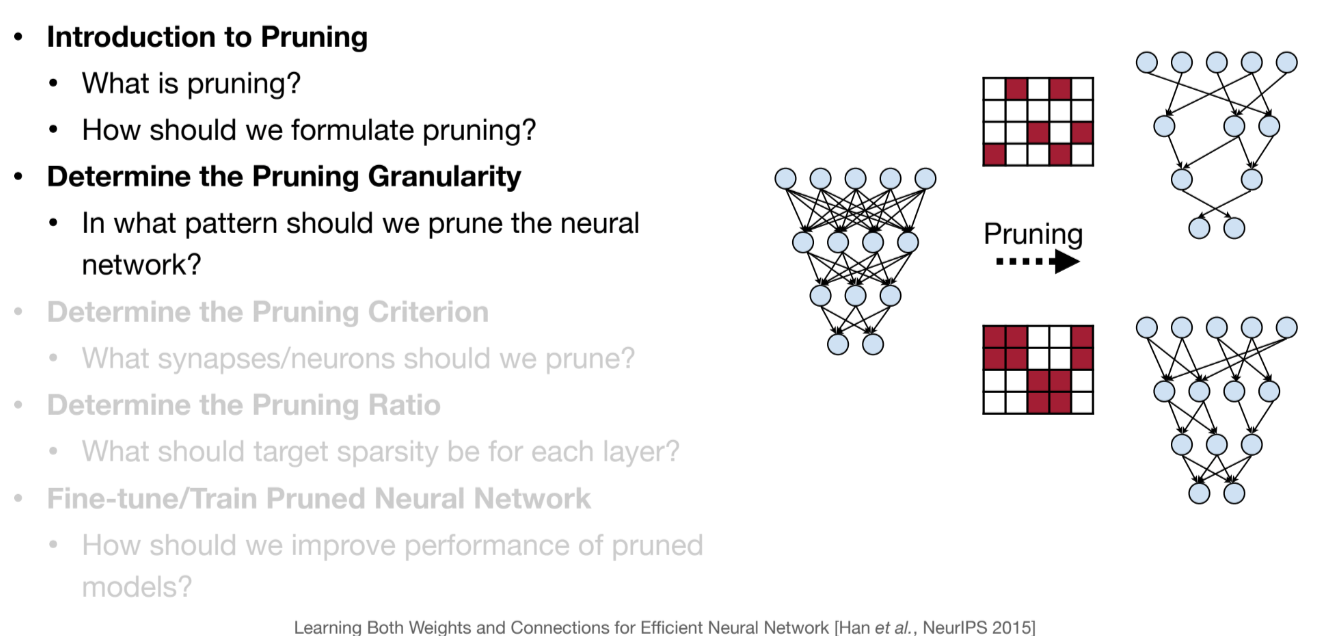 • Introduction to Pruning
• What is pruning?
• How should we formulate pruning?
• Determine the Pruning Granularity
• In what pattern should we prune the neural
network?
• Determine the Pruning Criterion
• What synapses/neurons should we prune?
• Determine the Pruning Ratio
• What should target sparsity be for each layer?
• Fine-tune/Train Pruned Neural Network
• How should we improve performance of pruned
models?
Pruning
Learning Both Weights and Connections for Efficient Neural Network [Han et al., NeurIPS 2015]